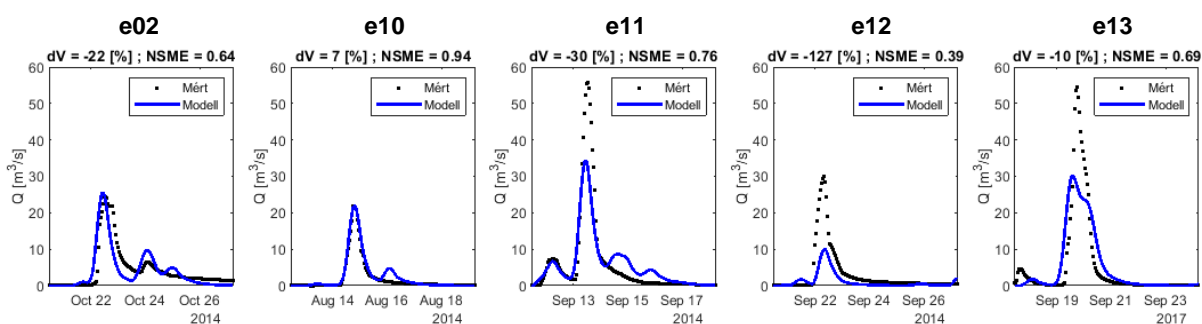 e02
dV = -22 [%] ; NSME = 0.64
60
50
40
30
20
10
0
Q [m³/s]
Mért
Modell
Oct 22
Oct 24
Oct 26
2014
e10
dV = 7 [%] ; NSME = 0.94
60
50
40
30
20
10
0
Q [m³/s]
Mért
Modell
Aug 14
Aug 16
Aug 18
2014
e11
dV = -30 [%] ; NSME = 0.76
60
50
40
30
20
10
0
Q [m³/s]
Mért
Modell
Sep 13
Sep 15
Sep 17
2014
e12
dV = -127 [%] ; NSME = 0.39
60
50
40
30
20
10
0
Q [m³/s]
Mért
Modell
Sep 22
Sep 24
Sep 26
2014
e13
dV = -10 [%] ; NSME = 0.69
60
50
40
30
20
10
0
Q [m³/s]
Mért
Modell
Sep 19
Sep 21
Sep 23
2017